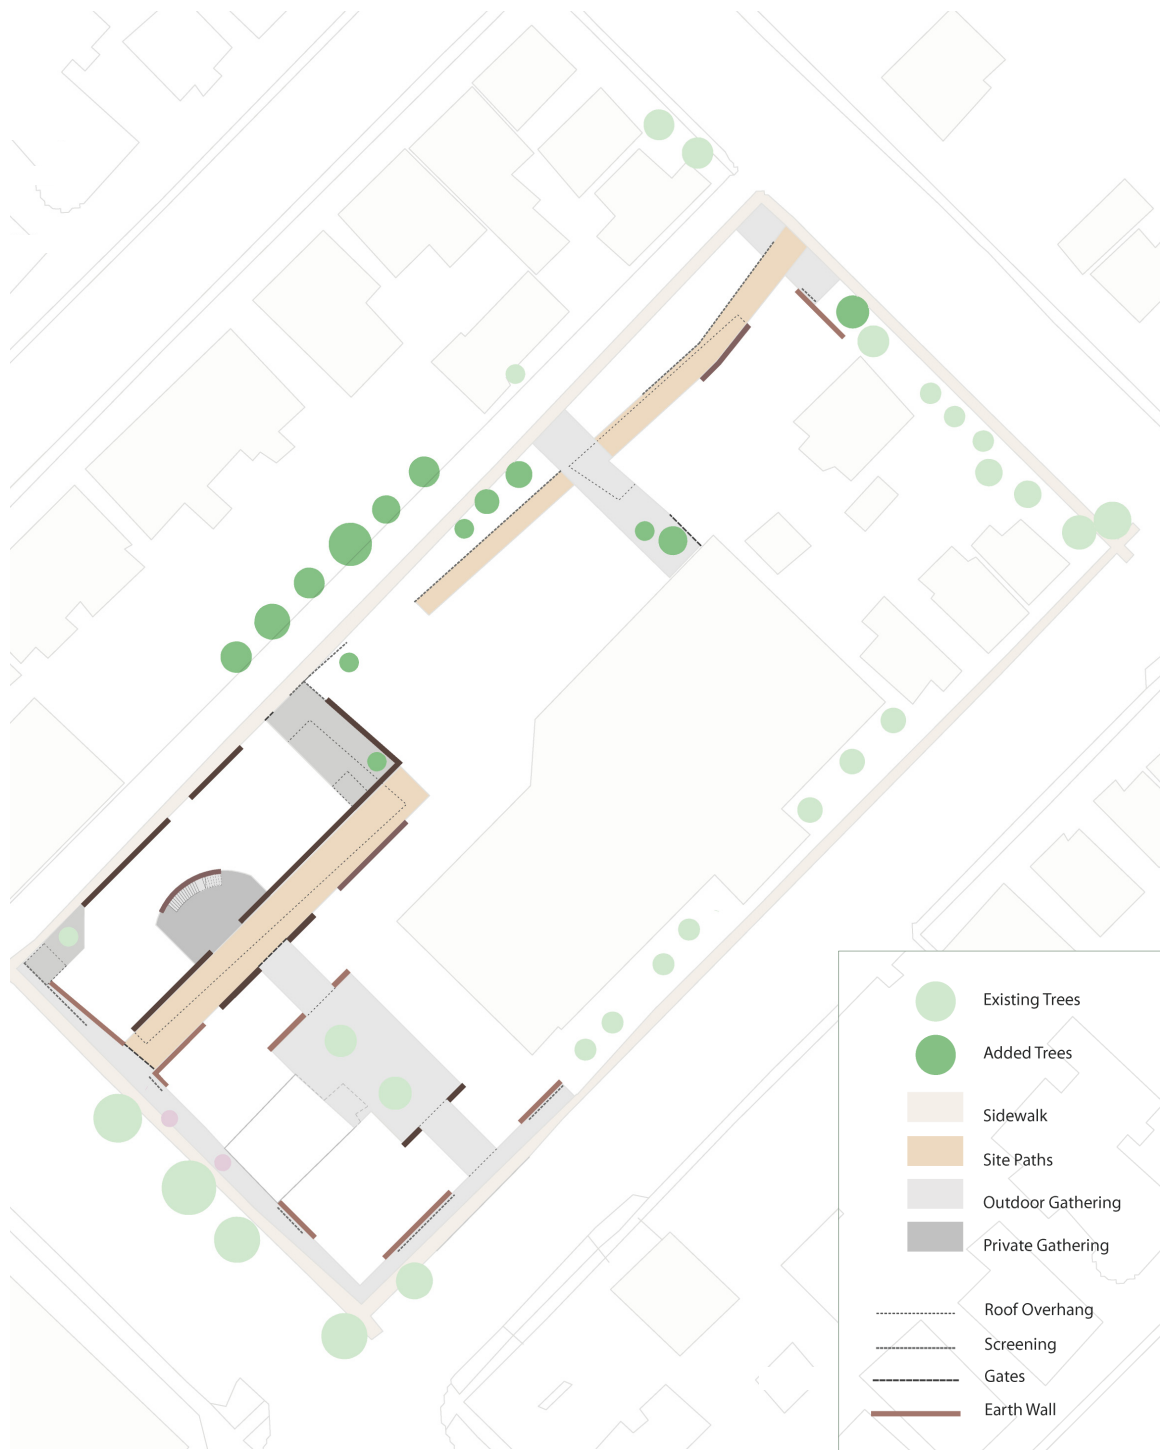 Existing Trees
Added Trees
Sidewalk
Site Paths
Outdoor Gathering
Private Gathering
Roof Overhang
Screening
Gates
Earth Wall